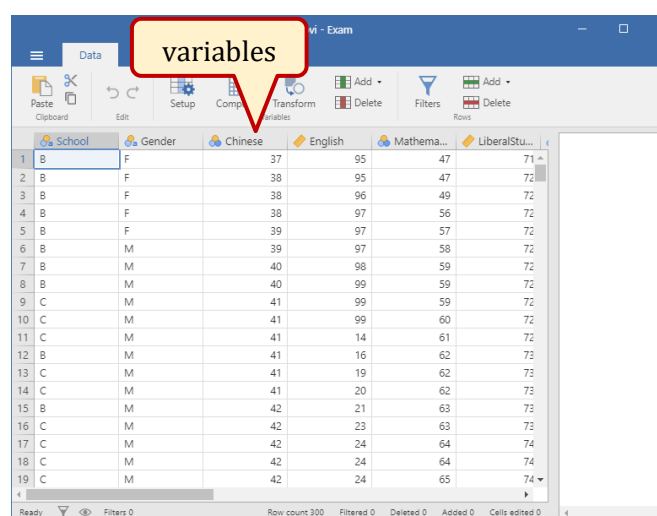 variables
vi - Exam
Data
Paste
Clipboard
Edit
Setup
Comp
Tra
sform
Add
Delete
ariables
Filters
Add
Delete
Rows
School Gender Chinese English Mathema... LiberalStu...
1 B F 37 95 47 71
2 B F 38 95 47 72
3 B F 38 96 49 72
4 B F 38 97 56 72
5 B F 39 97 57 72
6 B M 39 97 58 72
7 B M 40 98 59 72
8 B M 40 99 59 72
9 C M 41 99 59 72
10 C M 41 99 60 72
11 C M 41 14 61 72
12 B M 41 16 62 73
13 C M 41 19 62 73
14 C M 41 20 62 73
15 B M 42 21 63 73
16 C M 42 23 63 73
17 C M 42 24 64 74
18 C M 42 24 64 74
19 C M 42 24 65 74
Ready Filters 0 Row count 300 Filtered 0 Deleted 0 Added 0 Cells edited 0